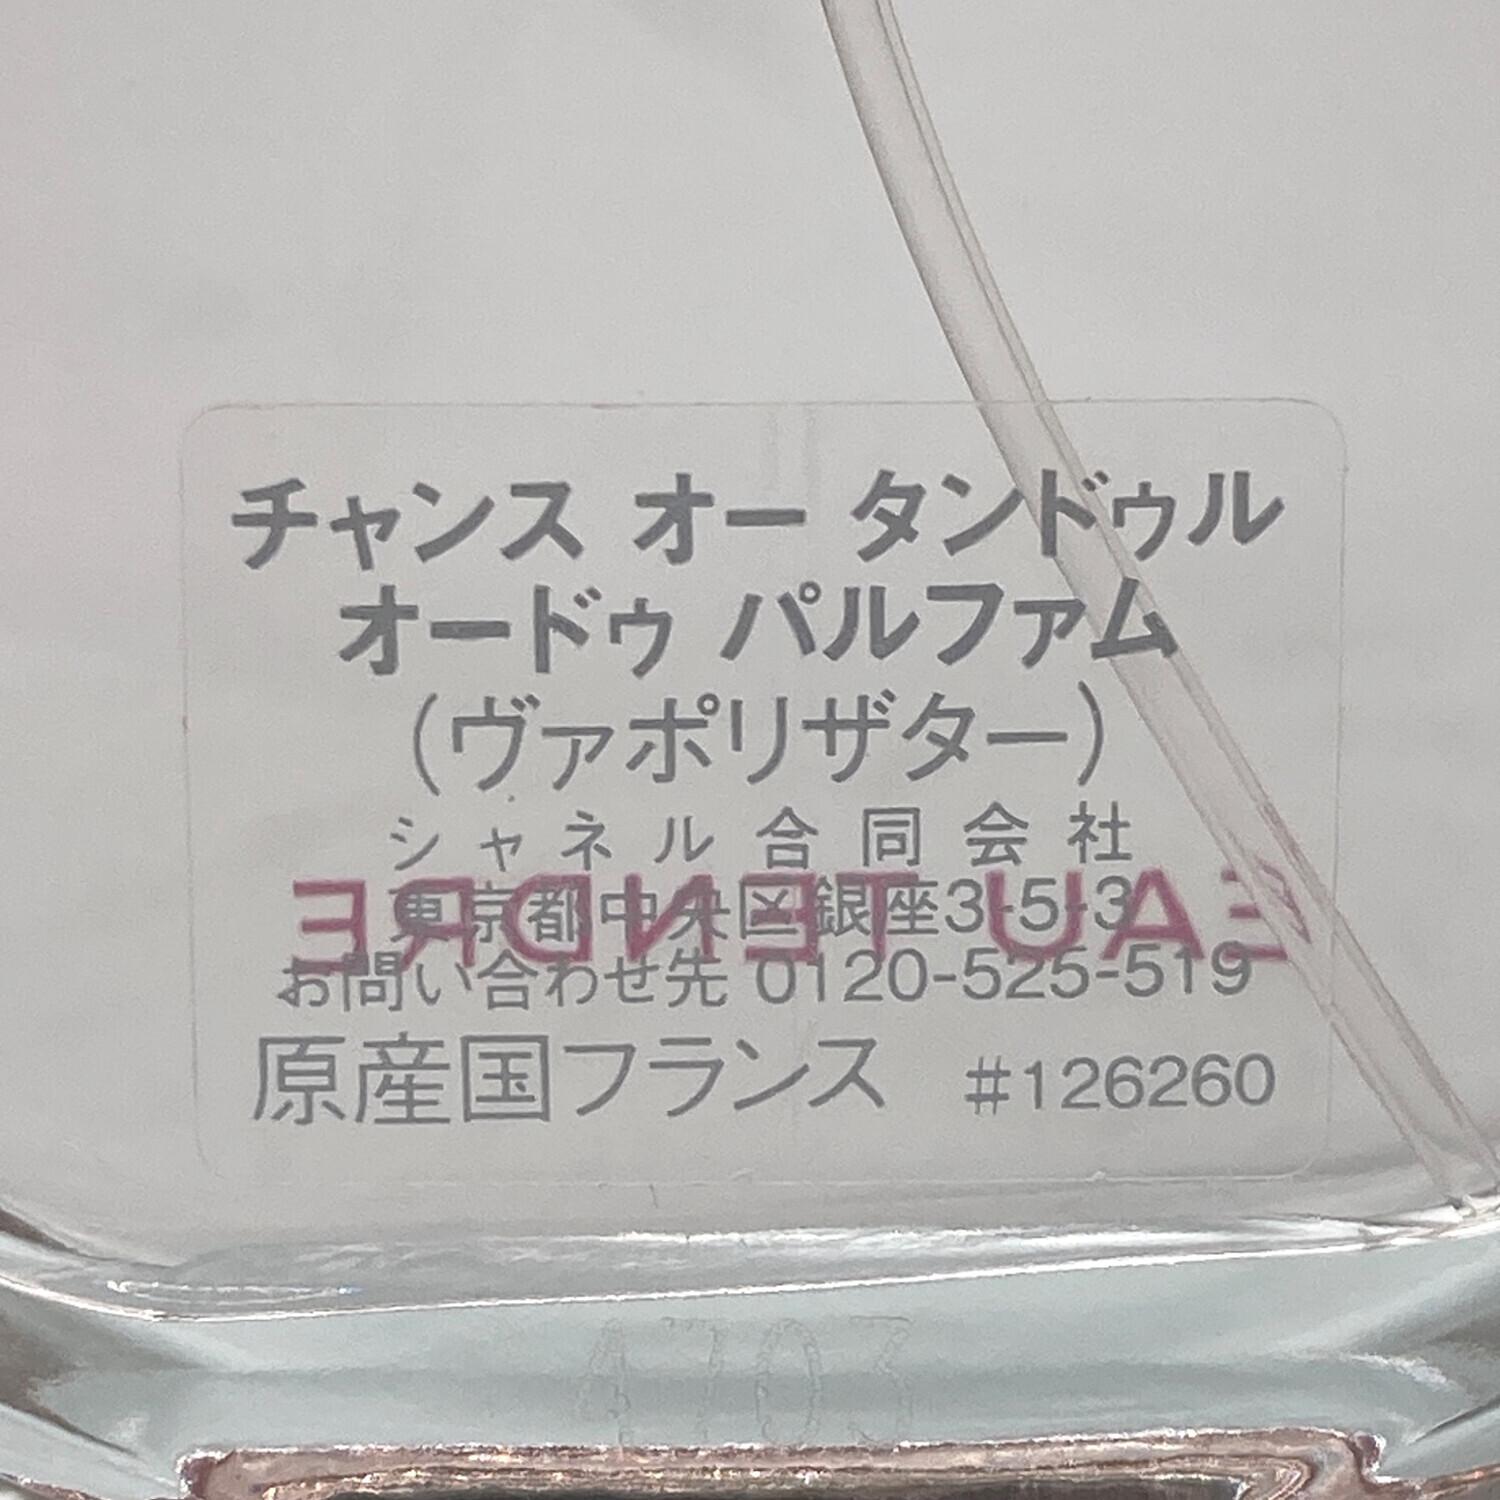 チャンス オー タンドゥル
オードゥ パルファム
(ヴァポリザター)
シャネル合同会社
東京都中央区銀座3-5-3
EAU TENDRE
お問い合わせ先 0120-525-519
原産国フランス #126260
4703